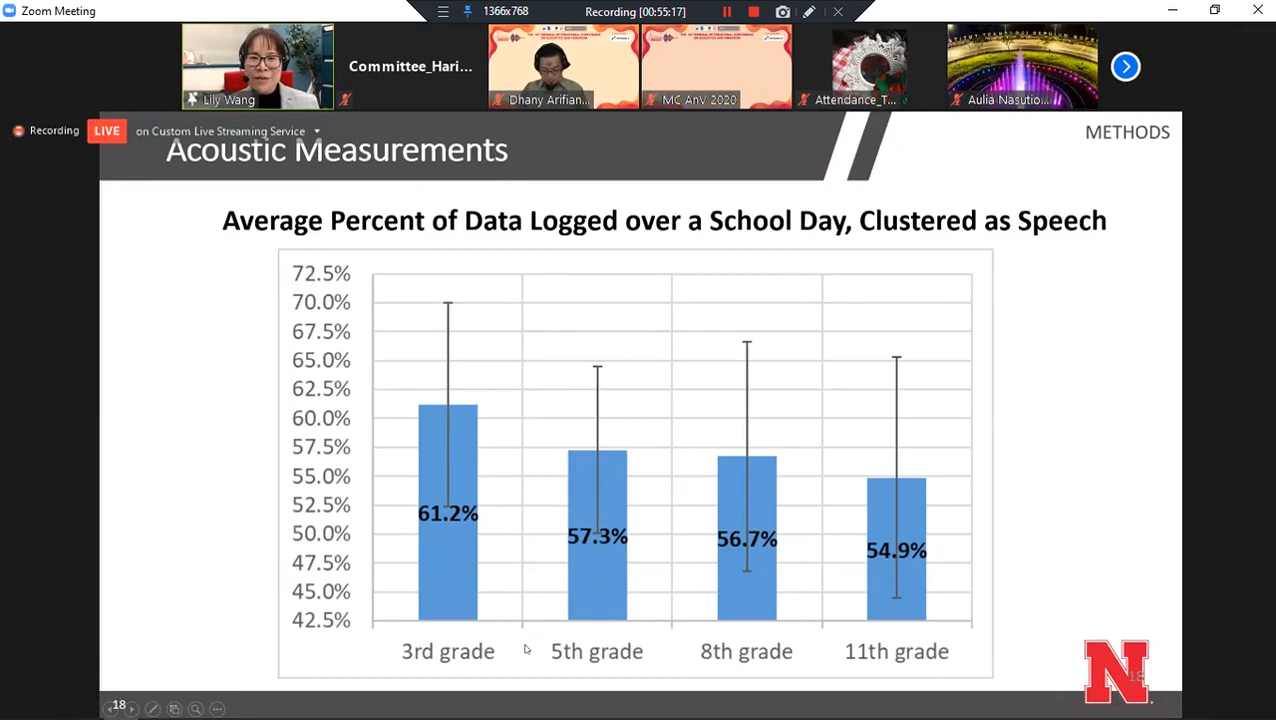 Zoom Meeting
1366x768
Recording [00:55:17]
Lily Wang
Committee_Hari...
Dhany Arifian...
MC AnV 2020
Attendance_T...
Aulia Nasutio...
Recording
LIVE
on Custom Live Streaming Service
METHODS
Acoustic Measurements
Average Percent of Data Logged over a School Day, Clustered as Speech
72.5%
70.0%
67.5%
65.0%
62.5%
60.0%
57.5%
55.0%
52.5%
50.0%
47.5%
45.0%
42.5%
61.2%
57.3%
56.7%
54.9%
3rd grade
5th grade
8th grade
11th grade
N
18
18